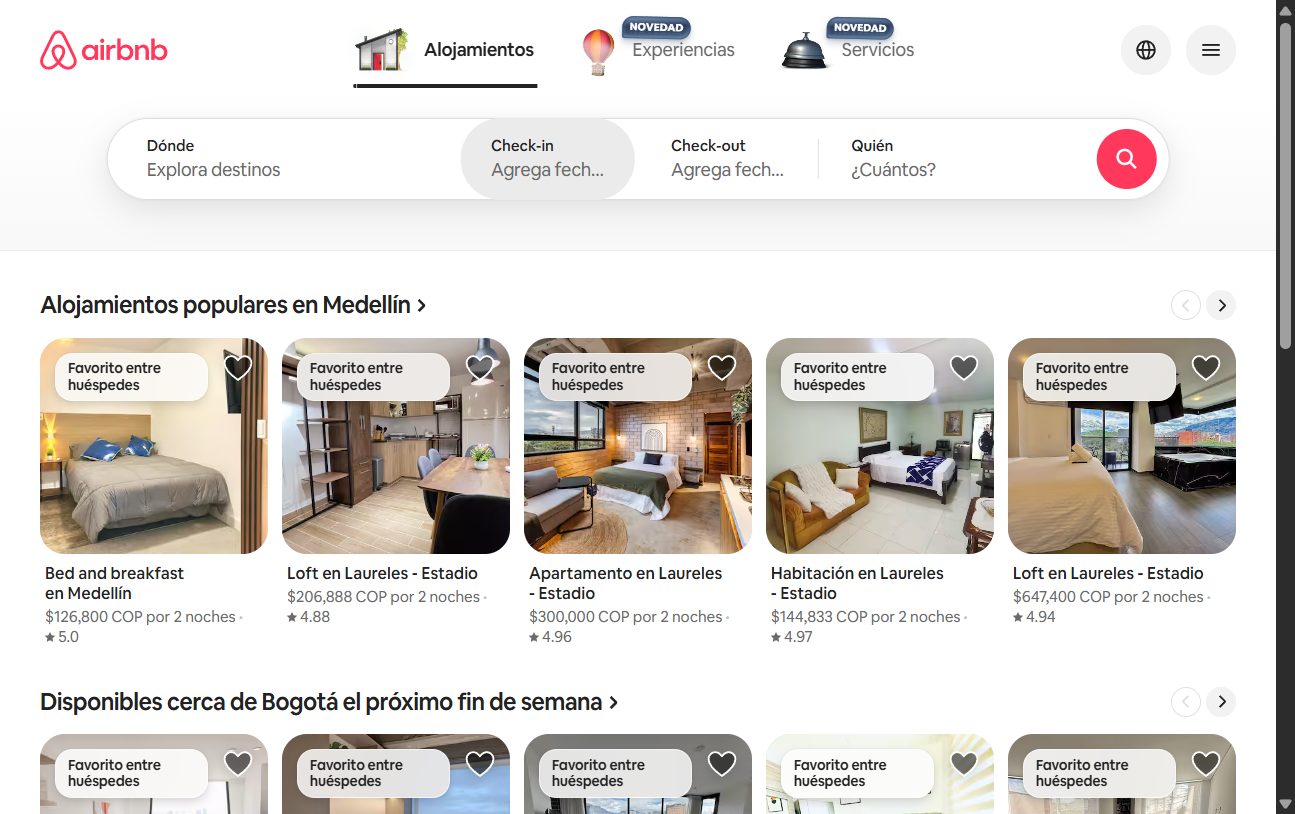 airbnb
Alojamientos
NOVEDAD
Experiencias
NOVEDAD
Servicios
Dónde
Explora destinos
Check-in
Agrega fech...
Check-out
Agrega fech...
Quién
¿Cuántos?
Alojamientos populares en Medellín
Favorito entre
huéspedes
Favorito entre
huéspedes
Favorito entre
huéspedes
Favorito entre
huéspedes
Favorito entre
huéspedes
Bed and breakfast
en Medellín
$126,800 COP por 2 noches ·
★ 5.0
Loft en Laureles - Estadio
$206,888 COP por 2 noches ·
★ 4.88
Apartamento en Laureles
- Estadio
$300,000 COP por 2 noches ·
★ 4.96
Habitación en Laureles
- Estadio
$144,833 COP por 2 noches ·
★ 4.97
Loft en Laureles - Estadio
$647,400 COP por 2 noches ·
★ 4.94
Disponibles cerca de Bogotá el próximo fin de semana
Favorito entre
huéspedes
Favorito entre
huéspedes
Favorito entre
huéspedes
Favorito entre
huéspedes
Favorito entre
huéspedes